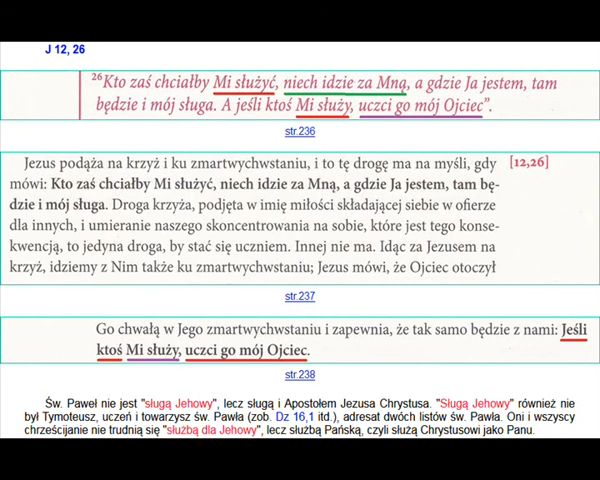 J 12, 26
26Kto zaś chciałby Mi służyć, niech idzie za Mną, a gdzie Ja jestem, tam
będzie i mój sługa. A jeśli ktoś Mi służy, uczci go mój Ojciec”.
str.236
Jezus podąża na krzyż i ku zmartwychwstaniu, i to tę drogę ma na myśli, gdy [12,26]
mówi: Kto zaś chciałby Mi służyć, niech idzie za Mną, a gdzie Ja jestem, tam bę-
dzie i mój sługa. Droga krzyża, podjęta w imię miłości składającej siebie w ofierze
dla innych, i umieranie naszego skoncentrowania na sobie, które jest tego konse-
kwencją, to jedyna droga, by stać się uczniem. Innej nie ma. Idąc za Jezusem na
krzyż, idziemy z Nim także ku zmartwychwstaniu; Jezus mówi, że Ojciec otoczył
str.237
Go chwałą w Jego zmartwychwstaniu i zapewnia, że tak samo będzie z nami: Jeśli
ktoś Mi służy, uczci go mój Ojciec.
str.238
Św. Paweł nie jest "sługą Jehowy", lecz sługą i Apostołem Jezusa Chrystusa. "Sługą Jehowy" również nie
był Tymoteusz, uczeń i towarzysz św. Pawła (zob. Dz 16,1 itd.), adresat dwóch listów św. Pawła. Oni i wszyscy
chrześcijanie nie trudnią się "służbą dla Jehowy", lecz służbą Pańską, czyli służą Chrystusowi jako Panu.